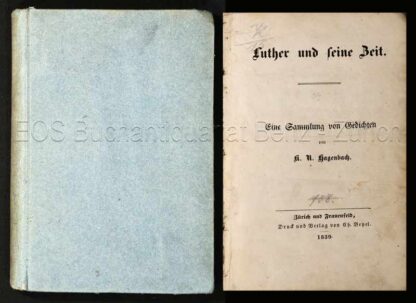 Luther und seine Zeit.
Eine Sammlung von Gedichten
von
K. R. Hagenbach.
Zürich und Frauenfeld,
Druck und Verlag von Ch. Beyel.
1839.
EOS Buchantiquariat Benz - Zürich